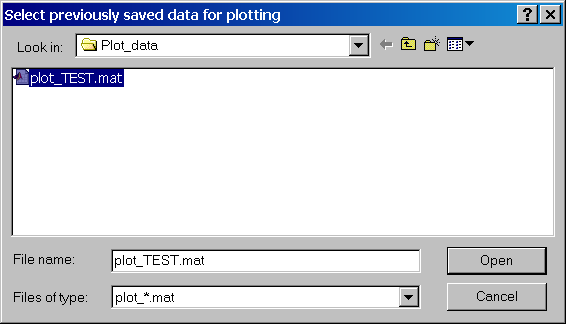 Select previously saved data for plotting
Look in: Plot_data
plot_TEST.mat
File name: plot_TEST.mat Open
Files of type: plot_*.mat Cancel